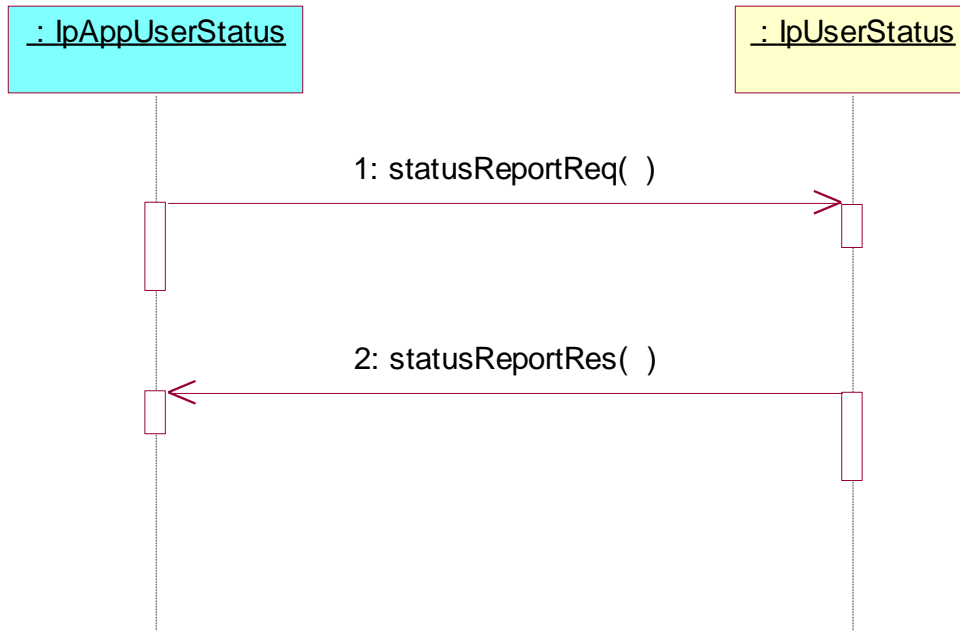 : IpAppUserStatus
: IpUserStatus
1: statusReportReq( )
2: statusReportRes( )